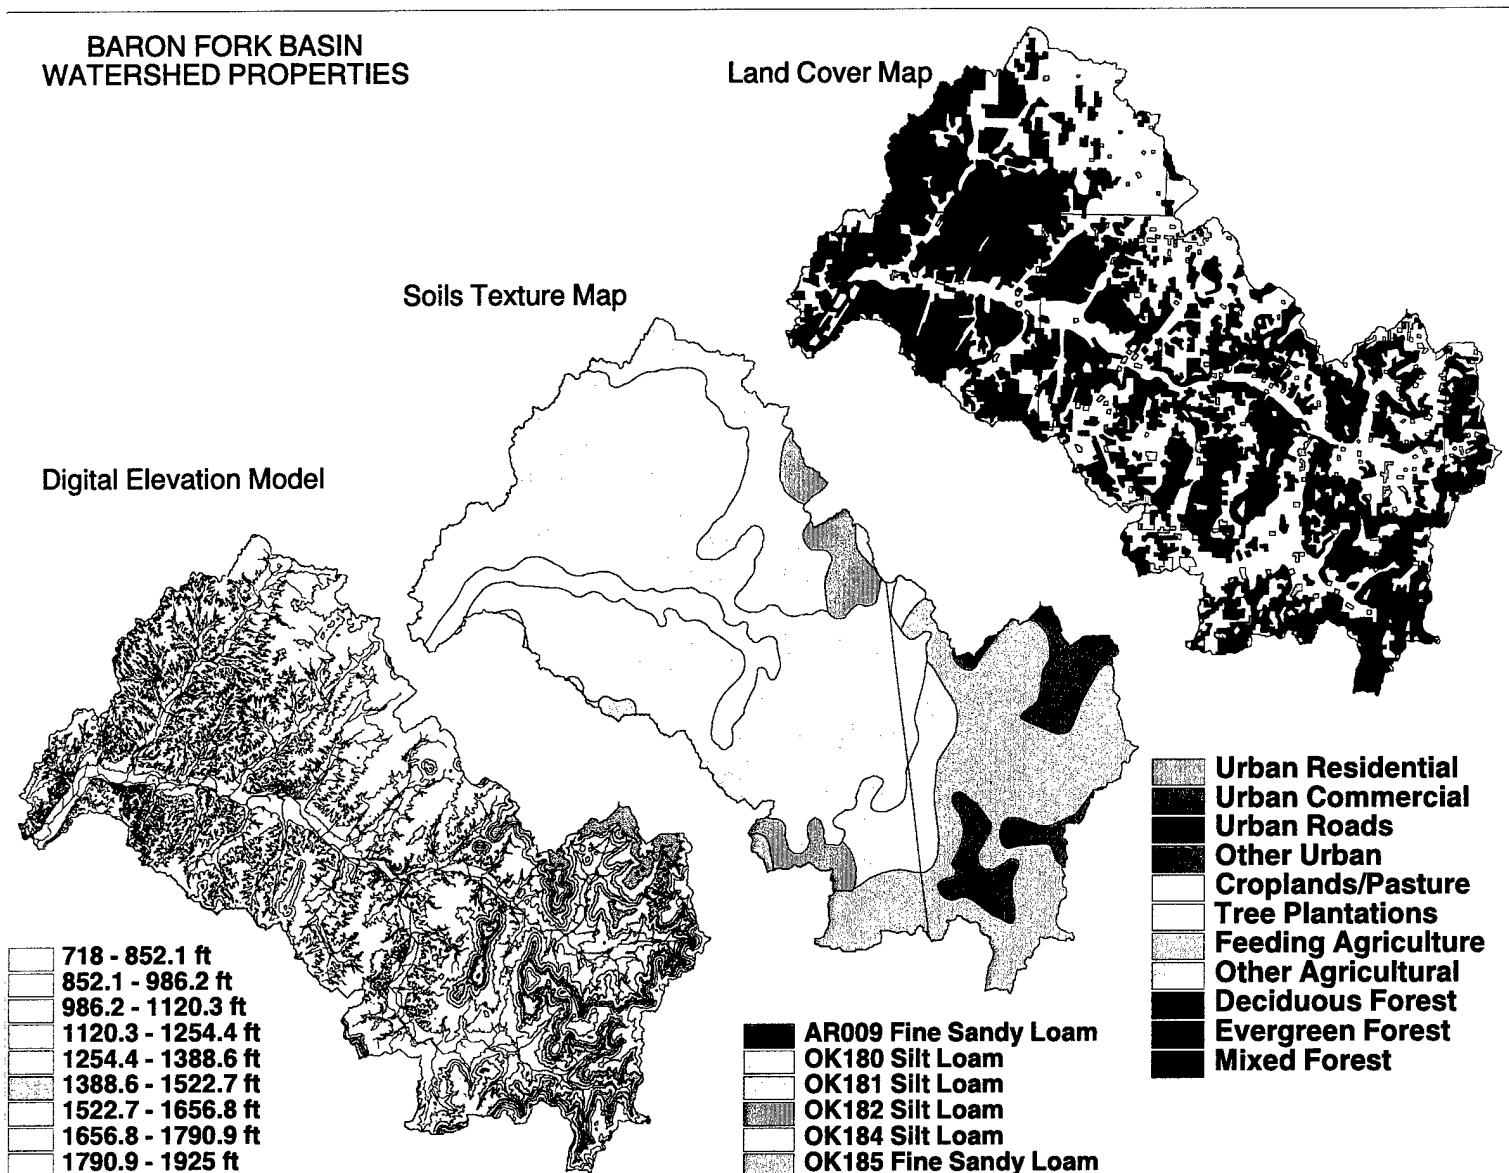 BARON FORK BASIN
WATERSHED PROPERTIES
Land Cover Map
Soils Texture Map
Digital Elevation Model
718 - 852.1 ft
852.1 - 986.2 ft
986.2 - 1120.3 ft
1120.3 - 1254.4 ft
1254.4 - 1388.6 ft
1388.6 - 1522.7 ft
1522.7 - 1656.8 ft
1656.8 - 1790.9 ft
1790.9 - 1925 ft
AR009 Fine Sandy Loam
OK180 Silt Loam
OK181 Silt Loam
OK182 Silt Loam
OK184 Silt Loam
OK185 Fine Sandy Loam
Urban Residential
Urban Commercial
Urban Roads
Other Urban
Croplands/Pasture
Tree Plantations
Feeding Agriculture
Other Agricultural
Deciduous Forest
Evergreen Forest
Mixed Forest